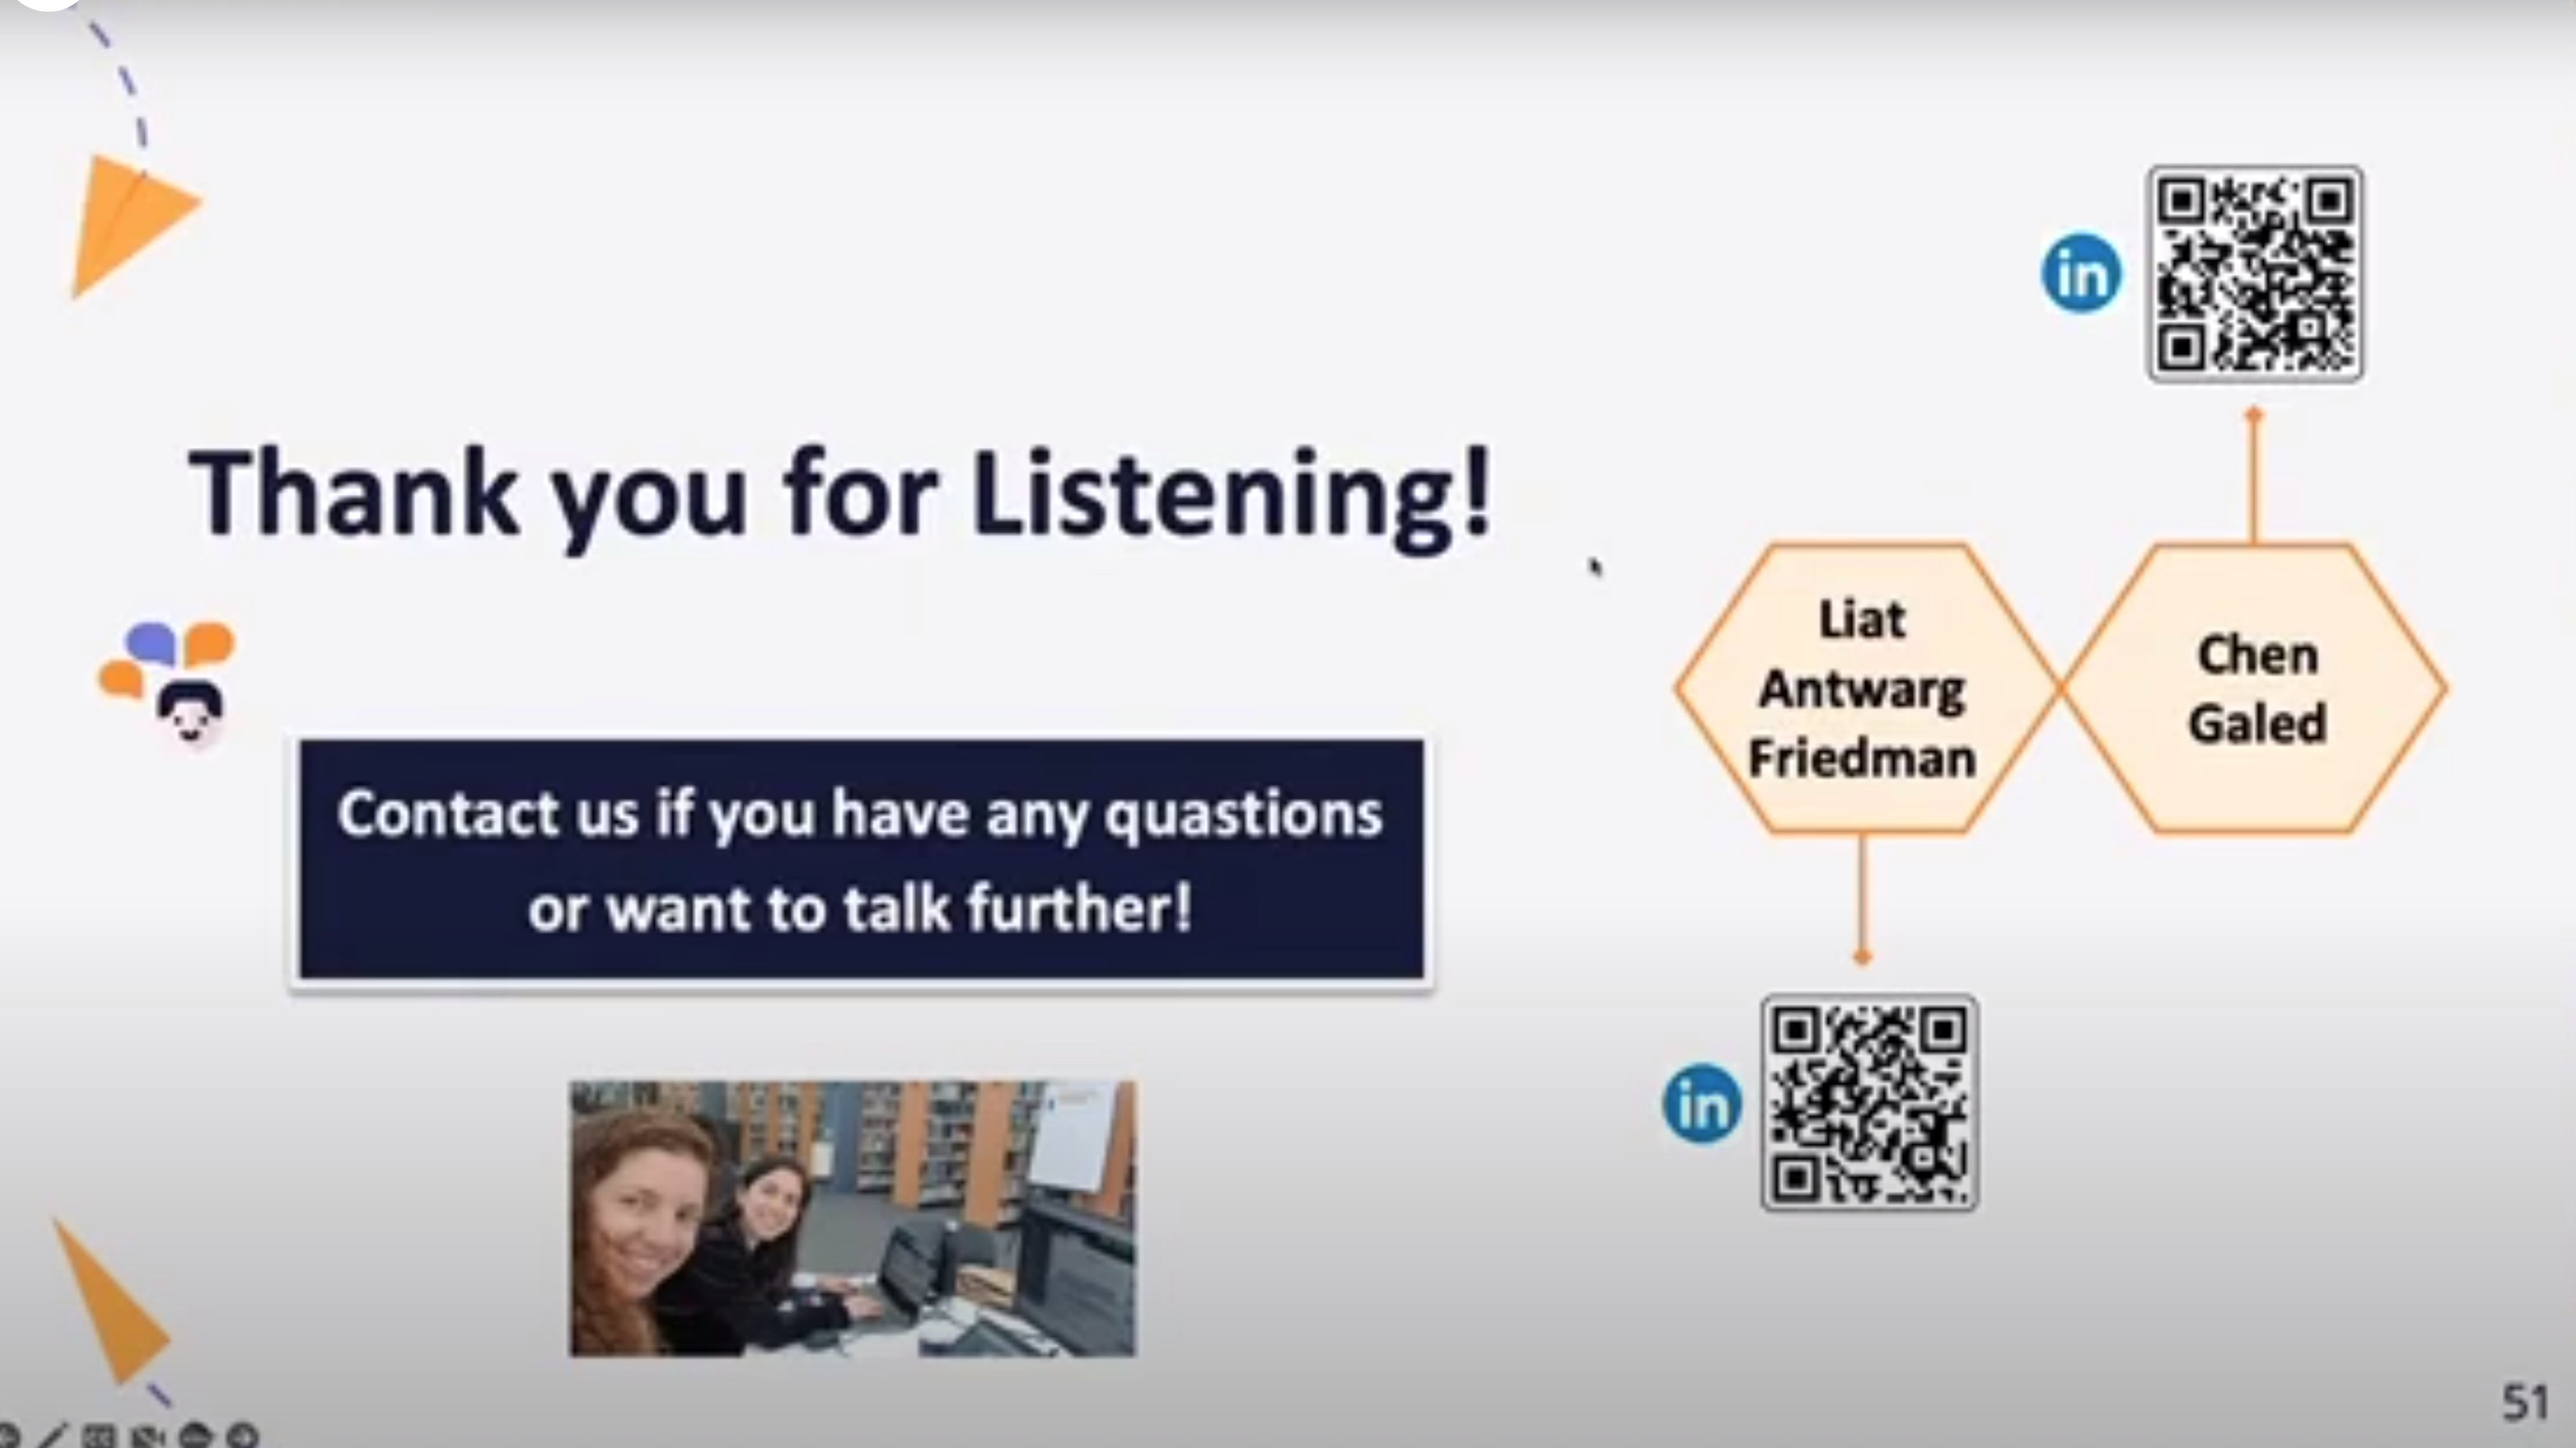 Thank you for Listening!
Contact us if you have any quastions
or want to talk further!
in
Chen
Galed
Liat
Antwarg
Friedman
in
51